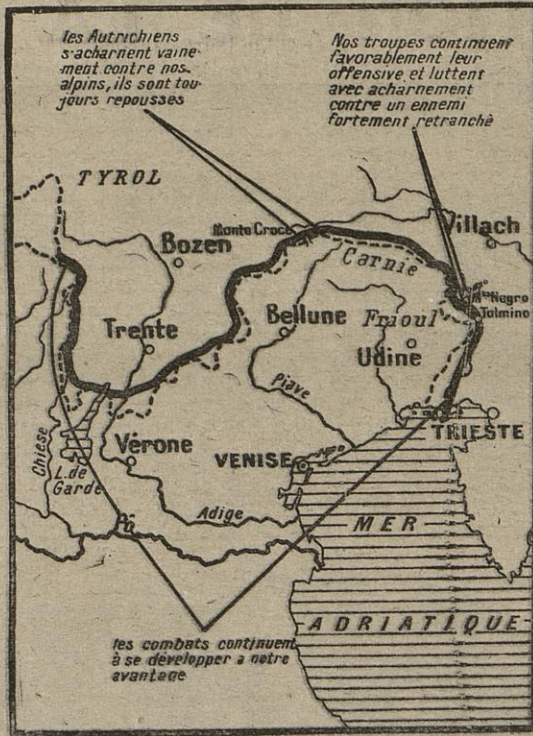 les Autrichiens
s'acharnent vaine-
ment contre nos
alpins, ils sont tou-
jours repoussés
Nos troupes continuent
favorablement leur
offensive et luttent
avec acharnement
contre un ennemi
fortement retranché
TYROL
Villach
Monte Croce
Bozen
Carnie
Mte Negro
Tolmino
Bellune
Frioul
Trente
Udine
Piave
TRIESTE
Chiese
Vérone
VENISE
L. de
Garde
Adige
Pô
MER
ADRIATIQUE
les combats continuent
à se développer a notre
avantage